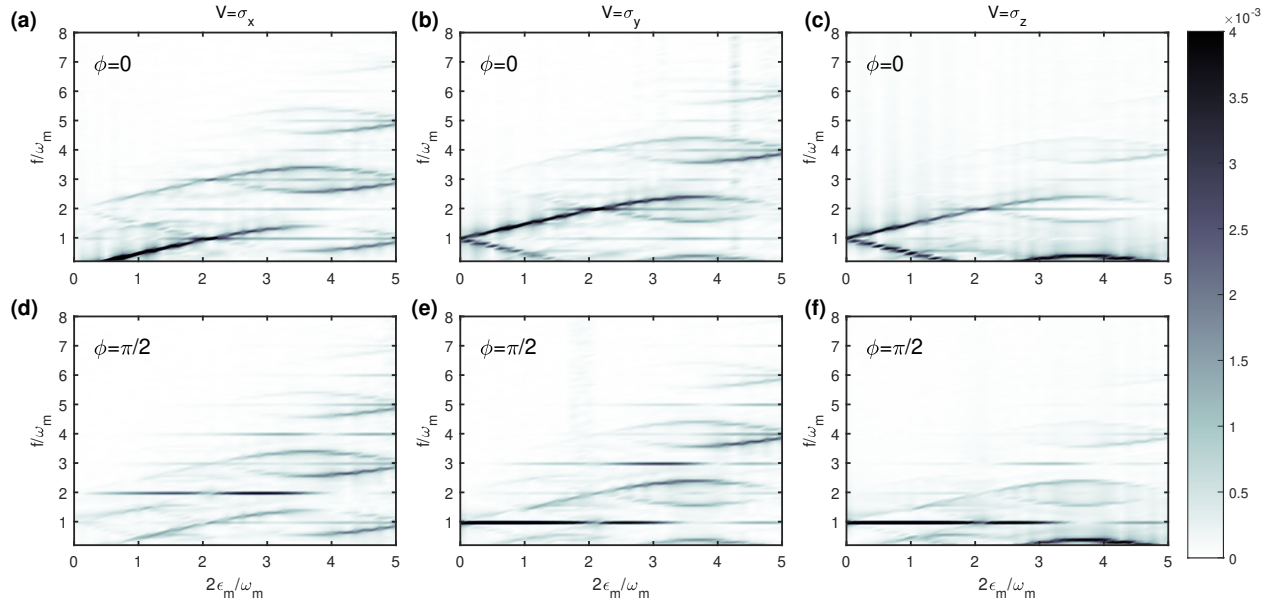 (a) V=σx (b) V=σy (c) V=σz ×10⁻³
8 8 8 4
ϕ=0 ϕ=0 ϕ=0
7 7 7 3.5
6 6 6
5 5 5 3
f/ωm f/ωm f/ωm
4 4 4
3 3 3 2.5
2 2 2
1 1 1
0 1 2 3 4 5 0 1 2 3 4 5 0 1 2 3 4 5 2
(d) (e) (f)
8 8 8
ϕ=π/2 ϕ=π/2 ϕ=π/2
7 7 7 1.5
6 6 6
5 5 5 1
f/ωm f/ωm f/ωm
4 4 4
3 3 3
2 2 2 0.5
1 1 1
0 1 2 3 4 5 0 1 2 3 4 5 0 1 2 3 4 5 0
2ϵm/ωm 2ϵm/ωm 2ϵm/ωm